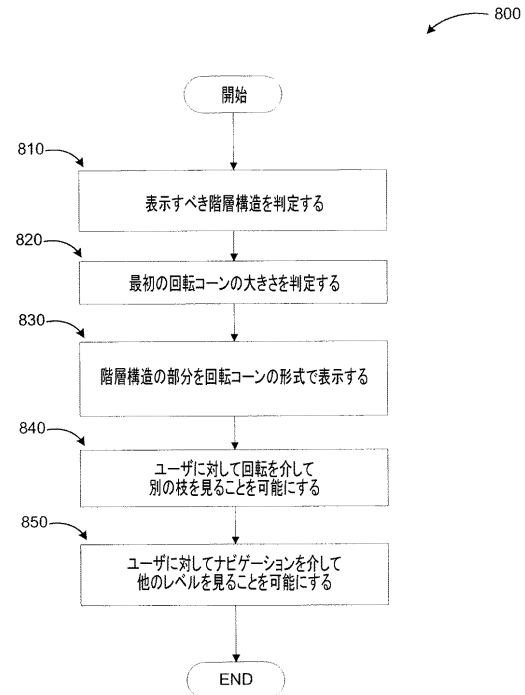 800
開始
810
表示すべき階層構造を判定する
820
最初の回転コーンの大きさを判定する
830
階層構造の部分を回転コーンの形式で表示する
840
ユーザに対して回転を介して
別の枝を見ることを可能にする
850
ユーザに対してナビゲーションを介して
他のレベルを見ることを可能にする
END